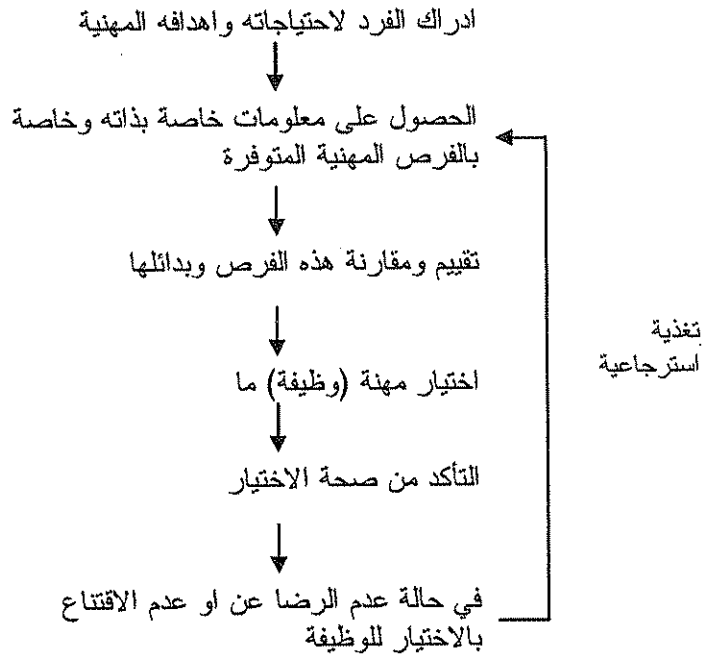 ادراك الفرد لاحتياجاته واهدافه المهنية
الحصول على معلومات خاصة بذاته وخاصة
بالفرص المهنية المتوفرة
تقييم ومقارنة هذه الفرص وبدائلها
اختيار مهنة (وظيفة) ما
التأكد من صحة الاختيار
في حالة عدم الرضا عن او عدم الاقتناع
بالاختيار للوظيفة
تغذية
استرجاعية